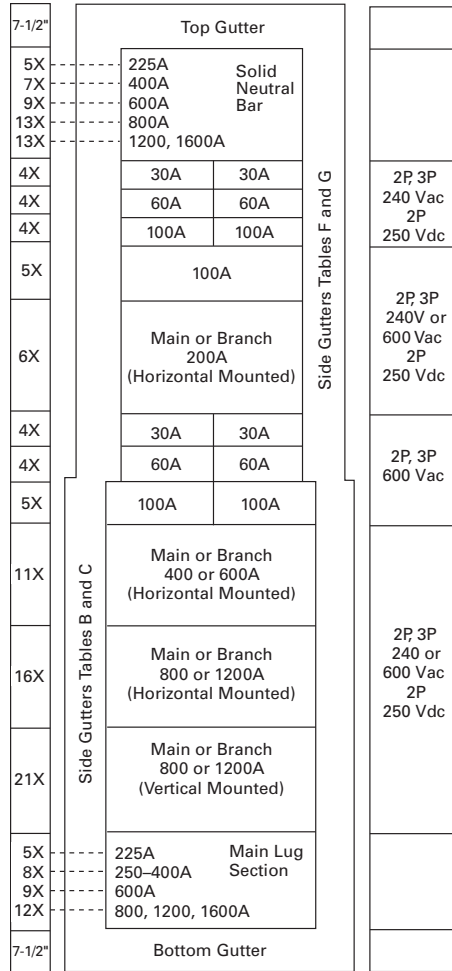 7-1/2" Top Gutter
5X 225A Solid
7X 400A Neutral
9X 600A Bar
13X 800A
13X 1200, 1600A
4X 30A 30A
4X 60A 60A
4X 100A 100A
5X 100A
6X Main or Branch
200A
(Horizontal Mounted)
4X 30A 30A
4X 60A 60A
5X 100A 100A
11X Main or Branch
400 or 600A
(Horizontal Mounted)
16X Main or Branch
800 or 1200A
(Horizontal Mounted)
21X Main or Branch
800 or 1200A
(Vertical Mounted)
5X 225A Main Lug
8X 250–400A Section
9X 600A
12X 800, 1200, 1600A
7-1/2" Bottom Gutter
Side Gutters Tables F and G
Side Gutters Tables B and C
2P, 3P
240 Vac
2P
250 Vdc
2P, 3P
240V or
600 Vac
2P
250 Vdc
2P, 3P
600 Vac
2P, 3P
240 or
600 Vac
2P
250 Vdc